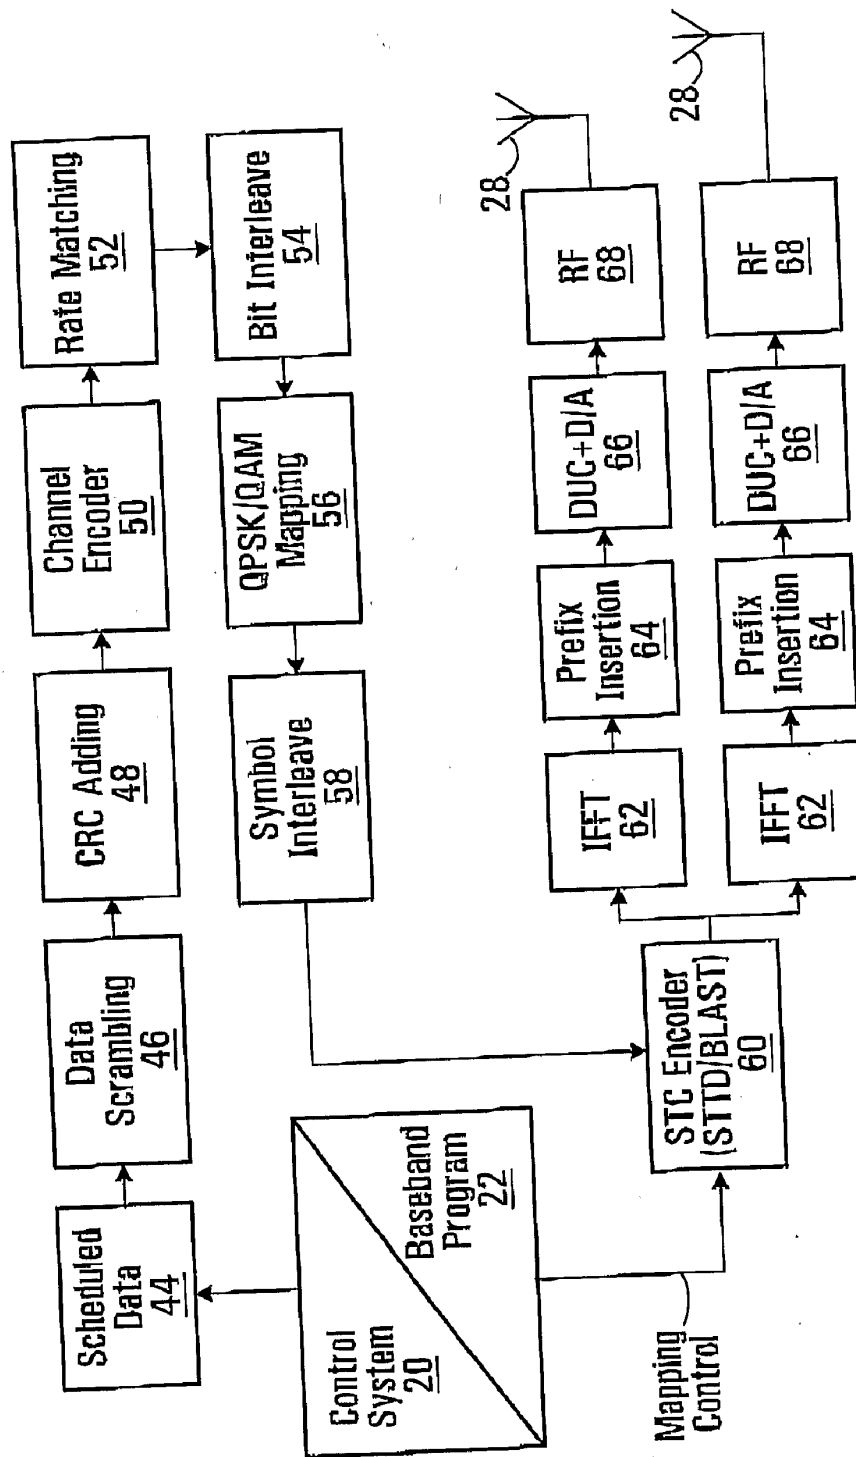 Scheduled
Data
44
Data
Scrambling
46
CRC Adding
48
Channel
Encoder
50
Rate Matching
52
Bit Interleave
54
QPSK/QAM
Mapping
56
Symbol
Interleave
58
Control
System
20
Baseband
Program
22
Mapping
Control
STC Encoder
(STTD/BLAST)
60
IFFT
62
Prefix
Insertion
64
DUC+D/A
66
RF
68
28
IFFT
62
Prefix
Insertion
64
DUC+D/A
66
RF
68
28